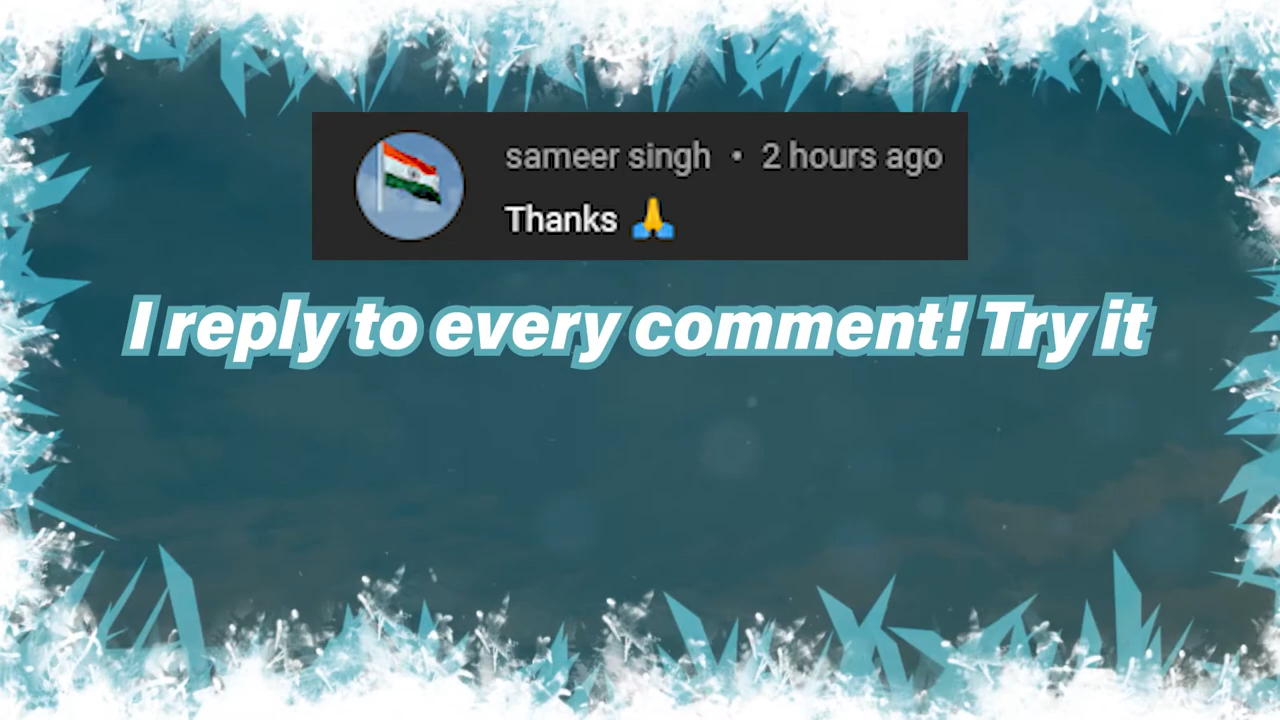 sameer singh • 2 hours ago
Thanks 🙏
I reply to every comment! Try it